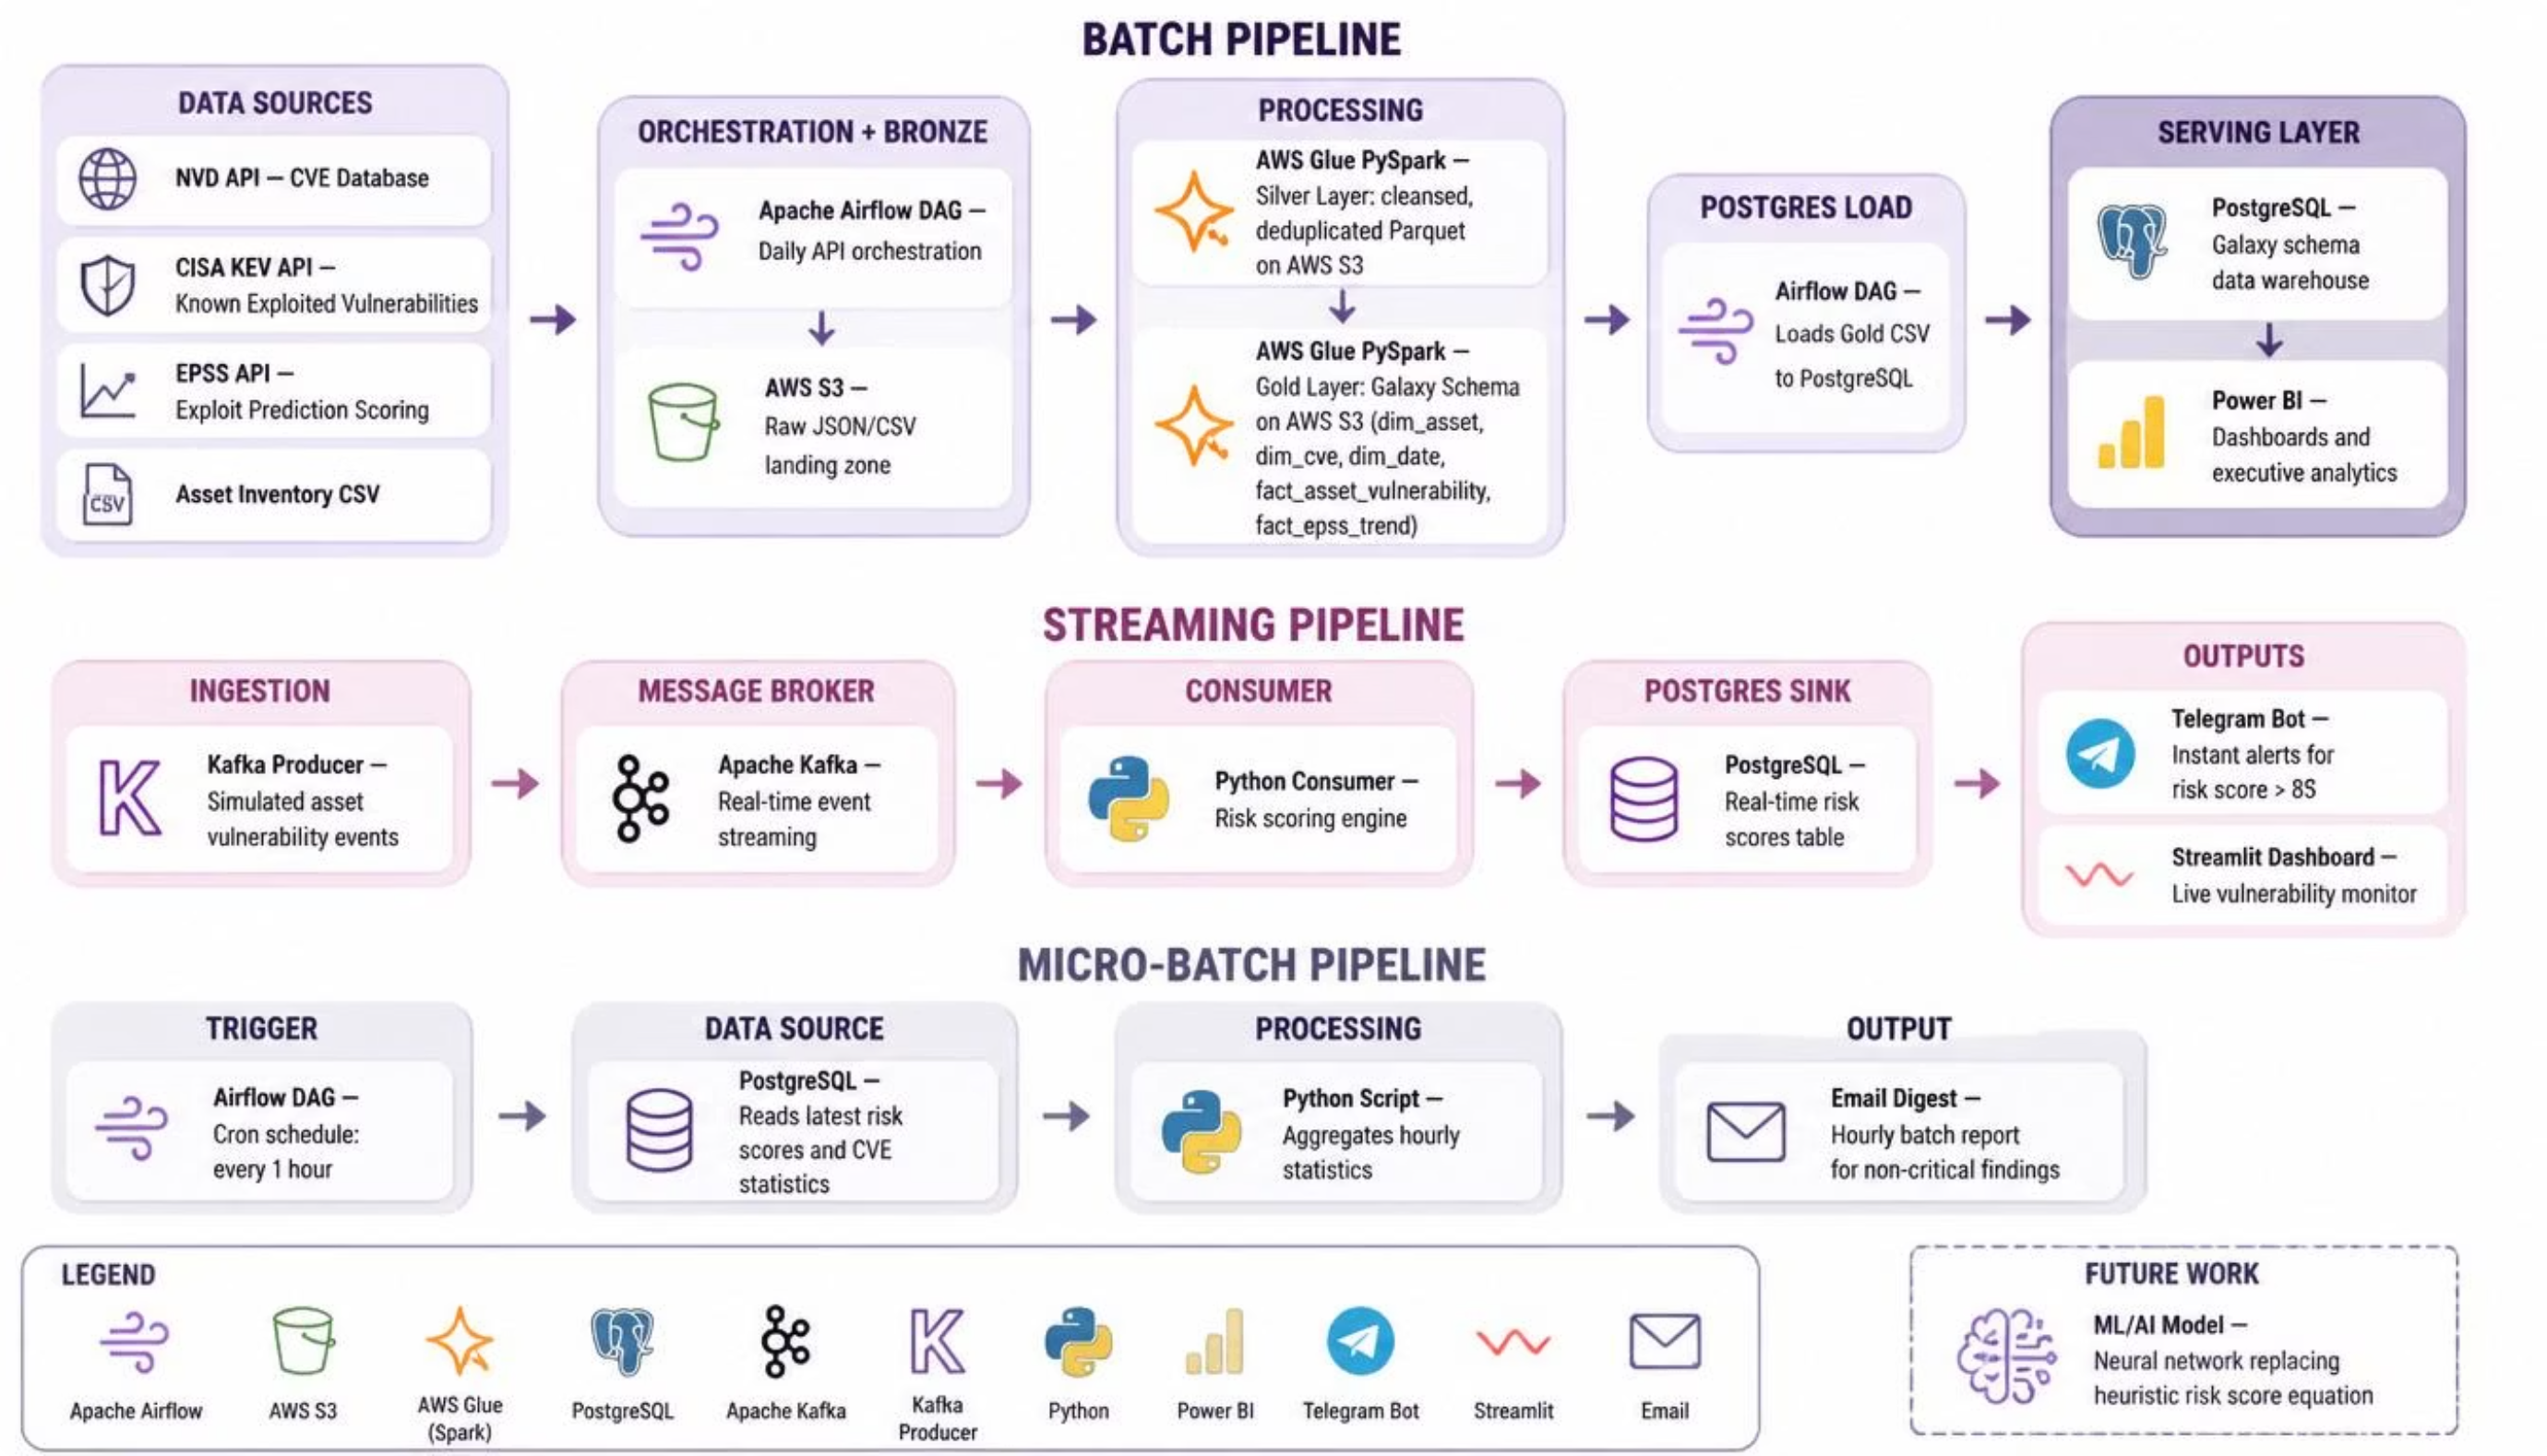 BATCH PIPELINE
DATA SOURCES
NVD API — CVE Database
CISA KEV API —
Known Exploited Vulnerabilities
EPSS API —
Exploit Prediction Scoring
CSV
Asset Inventory CSV
ORCHESTRATION + BRONZE
Apache Airflow DAG —
Daily API orchestration
AWS S3 —
Raw JSON/CSV
landing zone
PROCESSING
AWS Glue PySpark —
Silver Layer: cleansed,
deduplicated Parquet
on AWS S3
AWS Glue PySpark —
Gold Layer: Galaxy Schema
on AWS S3 (dim_asset,
dim_cve, dim_date,
fact_asset_vulnerability,
fact_epss_trend)
POSTGRES LOAD
Airflow DAG —
Loads Gold CSV
to PostgreSQL
SERVING LAYER
PostgreSQL —
Galaxy schema
data warehouse
Power BI —
Dashboards and
executive analytics
STREAMING PIPELINE
INGESTION
K
Kafka Producer —
Simulated asset
vulnerability events
MESSAGE BROKER
Apache Kafka —
Real-time event
streaming
CONSUMER
Python Consumer —
Risk scoring engine
POSTGRES SINK
PostgreSQL —
Real-time risk
scores table
OUTPUTS
Telegram Bot —
Instant alerts for
risk score > 8S
Streamlit Dashboard —
Live vulnerability monitor
MICRO-BATCH PIPELINE
TRIGGER
Airflow DAG —
Cron schedule:
every 1 hour
DATA SOURCE
PostgreSQL —
Reads latest risk
scores and CVE
statistics
PROCESSING
Python Script —
Aggregates hourly
statistics
OUTPUT
Email Digest —
Hourly batch report
for non-critical findings
LEGEND
Apache Airflow
AWS S3
AWS Glue
(Spark)
PostgreSQL
Apache Kafka
K
Kafka
Producer
Python
Power BI
Telegram Bot
Streamlit
Email
FUTURE WORK
ML/AI Model —
Neural network replacing
heuristic risk score equation